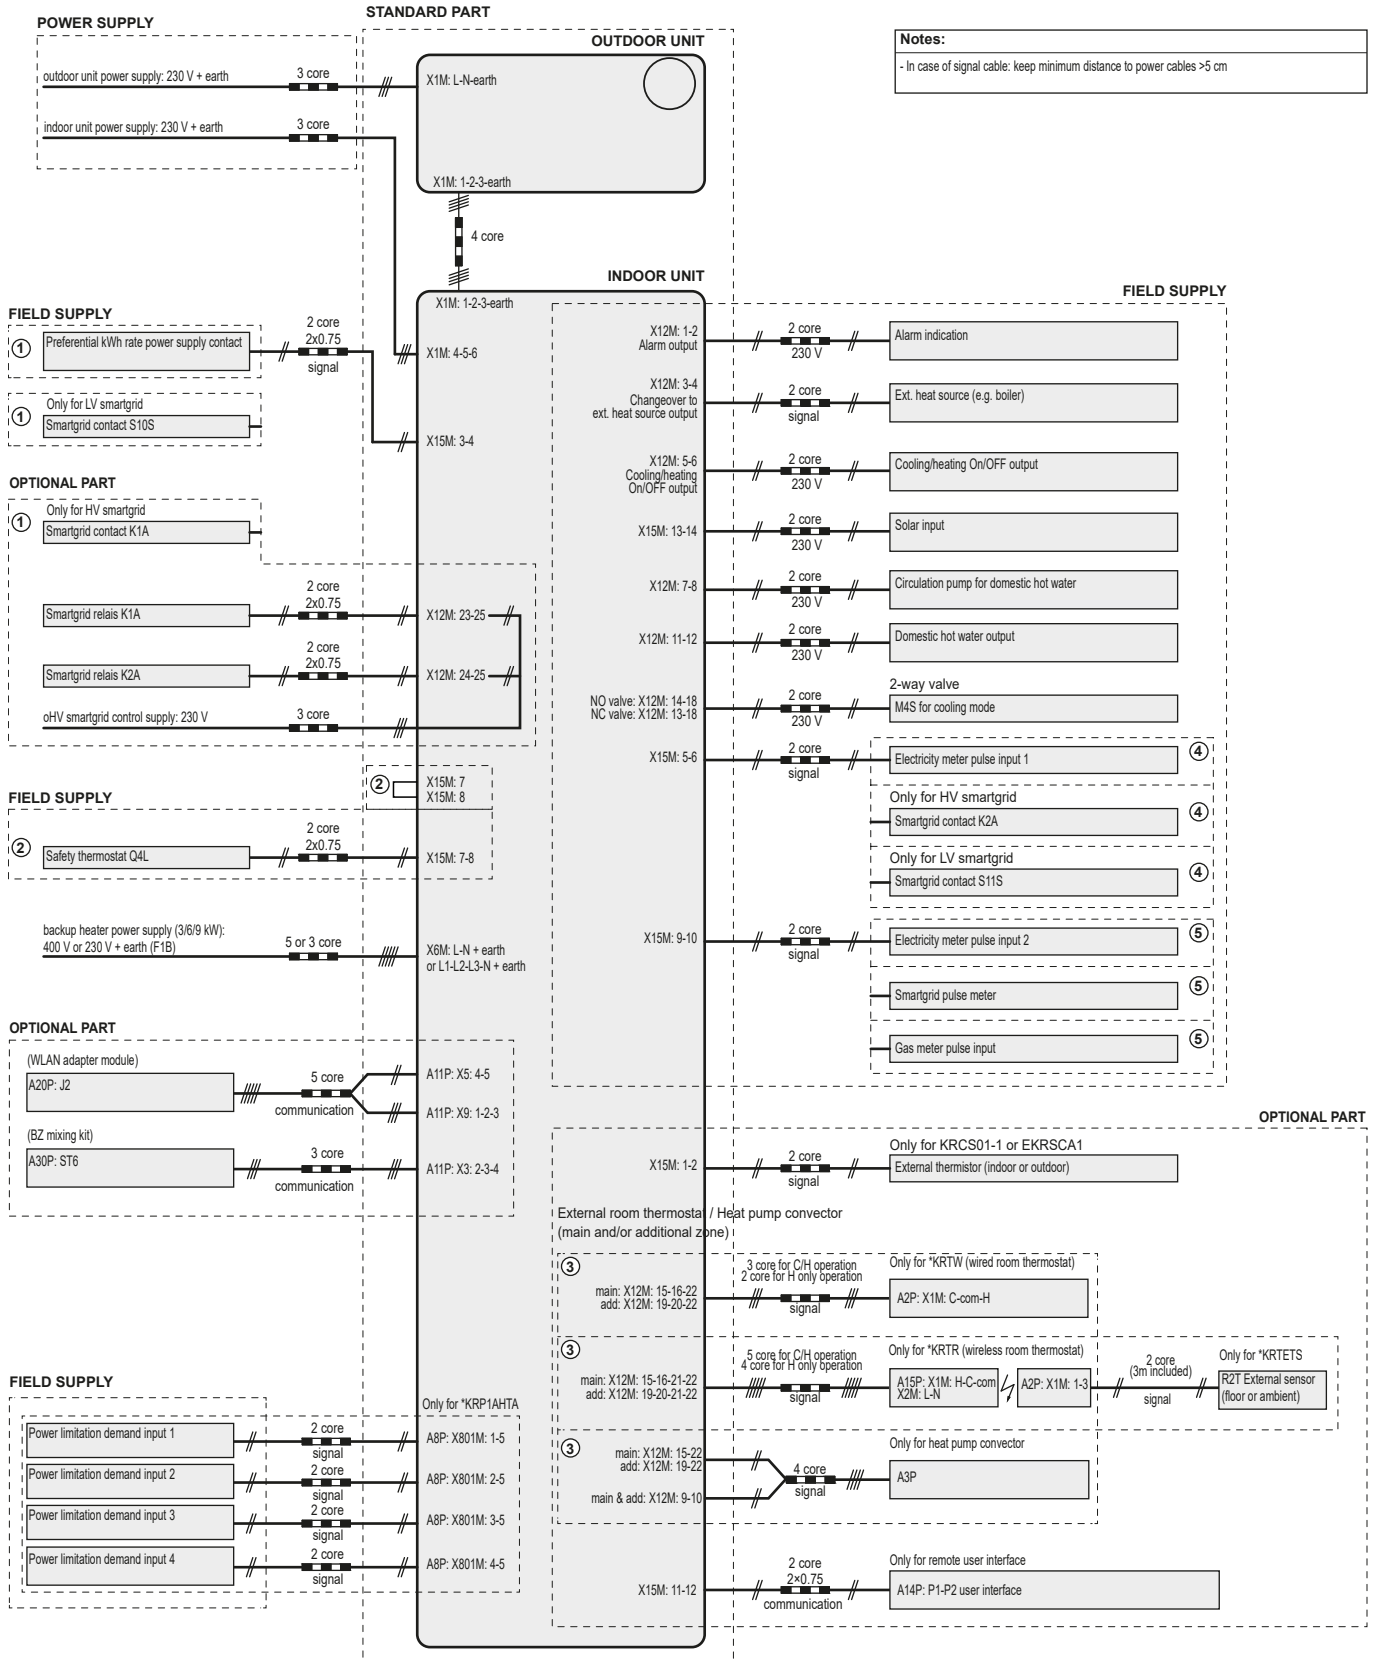 POWER SUPPLY
outdoor unit power supply: 230 V + earth
3 core
indoor unit power supply: 230 V + earth
3 core
STANDARD PART
OUTDOOR UNIT
X1M: L-N-earth
X1M: 1-2-3-earth
4 core
Notes:
- In case of signal cable: keep minimum distance to power cables >5 cm
INDOOR UNIT
X1M: 1-2-3-earth
FIELD SUPPLY
1
Preferential kWh rate power supply contact
2 core
2x0.75
signal
X1M: 4-5-6
1
Only for LV smartgrid
Smartgrid contact S10S
X15M: 3-4
OPTIONAL PART
1
Only for HV smartgrid
Smartgrid contact K1A
Smartgrid relais K1A
2 core
2x0.75
X12M: 23-25
Smartgrid relais K2A
2 core
2x0.75
X12M: 24-25
oHV smartgrid control supply: 230 V
3 core
2
X15M: 7
X15M: 8
FIELD SUPPLY
2
Safety thermostat Q4L
2 core
2x0.75
X15M: 7-8
backup heater power supply (3/6/9 kW):
400 V or 230 V + earth (F1B)
5 or 3 core
X6M: L-N + earth
or L1-L2-L3-N + earth
OPTIONAL PART
(WLAN adapter module)
A20P: J2
5 core
communication
A11P: X5: 4-5
A11P: X9: 1-2-3
(BZ mixing kit)
A30P: ST6
3 core
communication
A11P: X3: 2-3-4
FIELD SUPPLY
Only for *KRP1AHTA
Power limitation demand input 1
2 core
signal
A8P: X801M: 1-5
Power limitation demand input 2
2 core
signal
A8P: X801M: 2-5
Power limitation demand input 3
2 core
signal
A8P: X801M: 3-5
Power limitation demand input 4
2 core
signal
A8P: X801M: 4-5
FIELD SUPPLY
X12M: 1-2
Alarm output
2 core
230 V
Alarm indication
X12M: 3-4
Changeover to
ext. heat source output
2 core
signal
Ext. heat source (e.g. boiler)
X12M: 5-6
Cooling/heating
On/OFF output
2 core
230 V
Cooling/heating On/OFF output
X15M: 13-14
2 core
230 V
Solar input
X12M: 7-8
2 core
230 V
Circulation pump for domestic hot water
X12M: 11-12
2 core
230 V
Domestic hot water output
NO valve: X12M: 14-18
NC valve: X12M: 13-18
2 core
230 V
2-way valve
M4S for cooling mode
X15M: 5-6
2 core
signal
Electricity meter pulse input 1
4
Only for HV smartgrid
Smartgrid contact K2A
4
Only for LV smartgrid
Smartgrid contact S11S
4
X15M: 9-10
2 core
signal
Electricity meter pulse input 2
5
Smartgrid pulse meter
5
Gas meter pulse input
5
OPTIONAL PART
X15M: 1-2
2 core
signal
Only for KRCS01-1 or EKRSCA1
External thermistor (indoor or outdoor)
External room thermostat / Heat pump convector
(main and/or additional zone)
3
main: X12M: 15-16-22
add: X12M: 19-20-22
3 core for C/H operation
2 core for H only operation
signal
Only for *KRTW (wired room thermostat)
A2P: X1M: C-com-H
3
main: X12M: 15-16-21-22
add: X12M: 19-20-21-22
5 core for C/H operation
4 core for H only operation
signal
Only for *KRTR (wireless room thermostat)
A15P: X1M: H-C-com
X2M: L-N
A2P: X1M: 1-3
2 core
(3m included)
signal
Only for *KRTETS
R2T External sensor
(floor or ambient)
3
main: X12M: 15-22
add: X12M: 19-22
main & add: X12M: 9-10
4 core
signal
Only for heat pump convector
A3P
X15M: 11-12
2 core
2×0.75
communication
Only for remote user interface
A14P: P1-P2 user interface